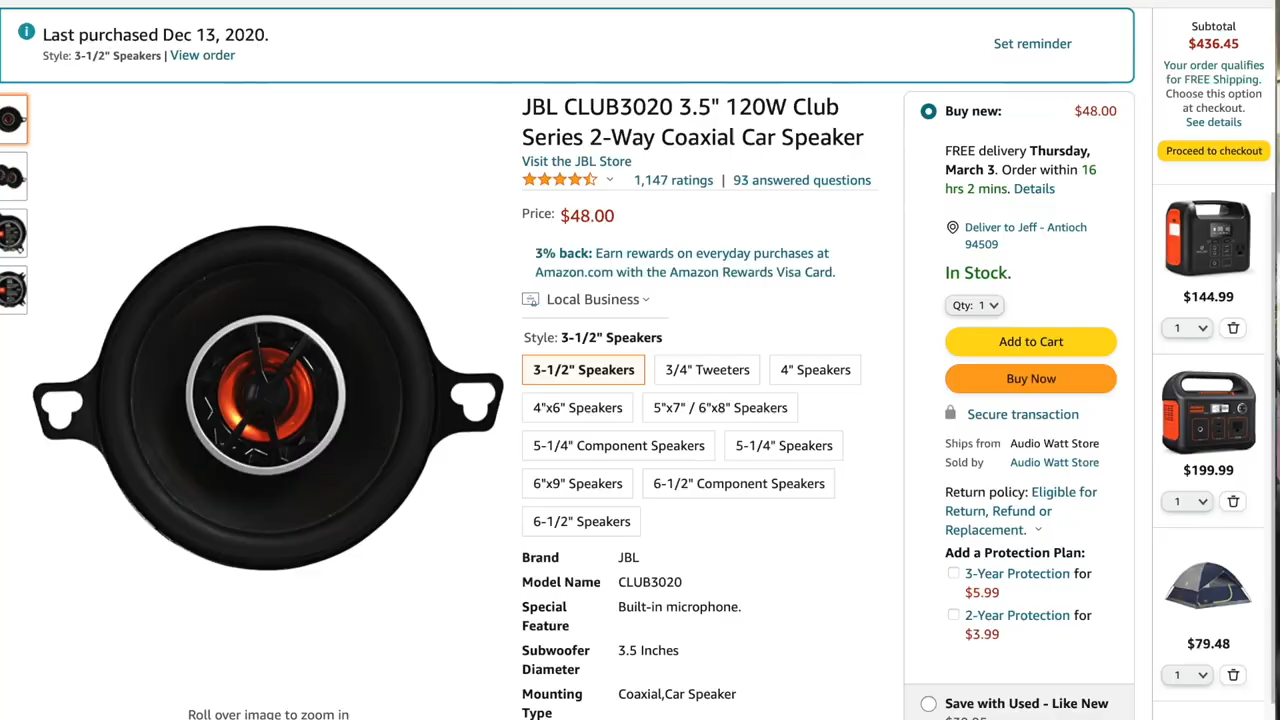 Last purchased Dec 13, 2020.
Style: 3-1/2" Speakers | View order
Set reminder
JBL CLUB3020 3.5" 120W Club
Series 2-Way Coaxial Car Speaker
Visit the JBL Store
1,147 ratings | 93 answered questions
Price: $48.00
3% back: Earn rewards on everyday purchases at
Amazon.com with the Amazon Rewards Visa Card.
Local Business
Style: 3-1/2" Speakers
3-1/2" Speakers
3/4" Tweeters
4" Speakers
4"x6" Speakers
5"x7" / 6"x8" Speakers
5-1/4" Component Speakers
5-1/4" Speakers
6"x9" Speakers
6-1/2" Component Speakers
6-1/2" Speakers
Brand JBL
Model Name CLUB3020
Special Built-in microphone.
Feature
Subwoofer 3.5 Inches
Diameter
Mounting Coaxial,Car Speaker
Type
Roll over image to zoom in
Buy new: $48.00
FREE delivery Thursday,
March 3. Order within 16
hrs 2 mins. Details
Deliver to Jeff - Antioch
94509
In Stock.
Qty: 1
Add to Cart
Buy Now
Secure transaction
Ships from Audio Watt Store
Sold by Audio Watt Store
Return policy: Eligible for
Return, Refund or
Replacement.
Add a Protection Plan:
3-Year Protection for
$5.99
2-Year Protection for
$3.99
Save with Used - Like New
Subtotal
$436.45
Your order qualifies
for FREE Shipping.
Choose this option
at checkout.
See details
Proceed to checkout
$144.99
1
$199.99
1
$79.48
1